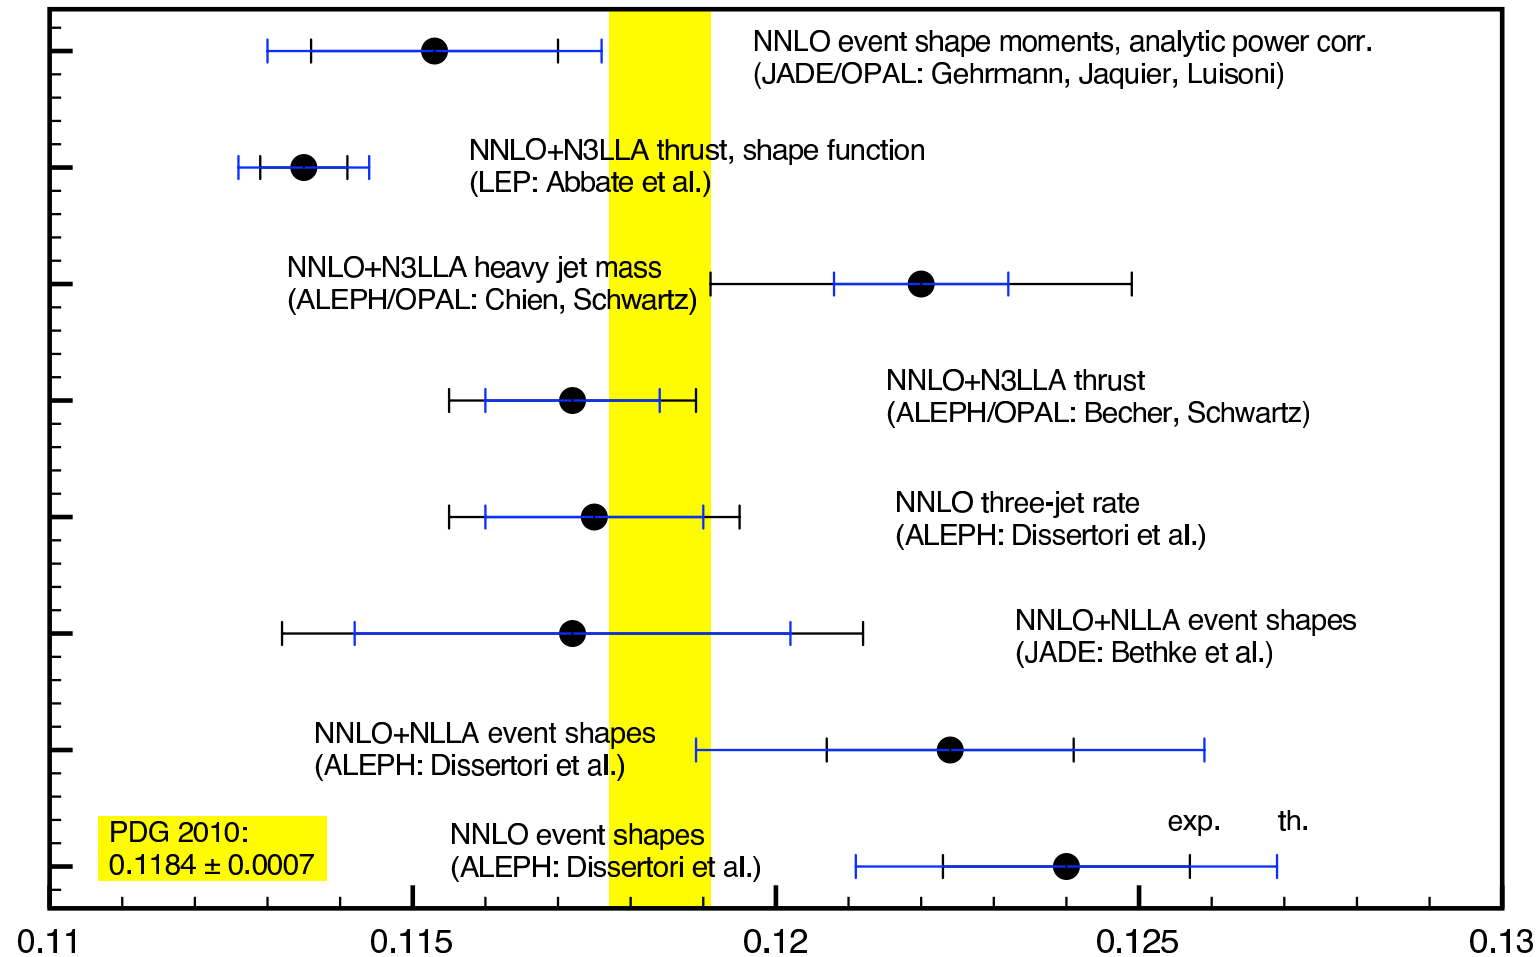 NNLO event shape moments, analytic power corr.
(JADE/OPAL: Gehrmann, Jaquier, Luisoni)
NNLO+N3LLA thrust, shape function
(LEP: Abbate et al.)
NNLO+N3LLA heavy jet mass
(ALEPH/OPAL: Chien, Schwartz)
NNLO+N3LLA thrust
(ALEPH/OPAL: Becher, Schwartz)
NNLO three-jet rate
(ALEPH: Dissertori et al.)
NNLO+NLLA event shapes
(JADE: Bethke et al.)
NNLO+NLLA event shapes
(ALEPH: Dissertori et al.)
exp. th.
PDG 2010:
0.1184 ± 0.0007
NNLO event shapes
(ALEPH: Dissertori et al.)
0.11 0.115 0.12 0.125 0.13